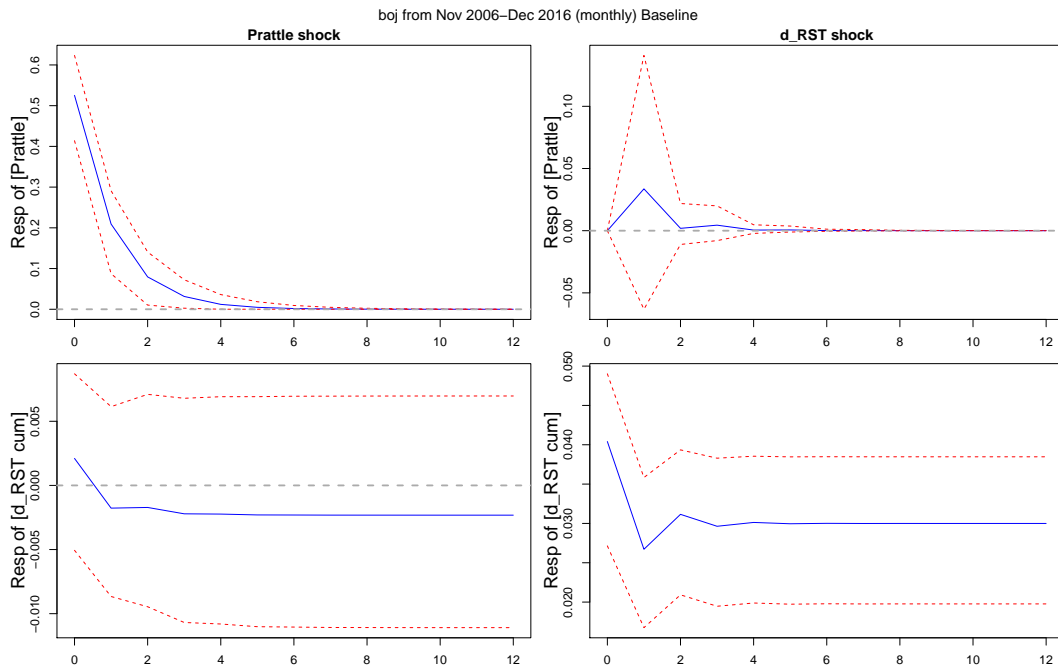 boj from Nov 2006–Dec 2016 (monthly) Baseline
Prattle shock
d_RST shock
Resp of [Prattle]
0.6
0.5
0.4
0.3
0.2
0.1
0.0
0 2 4 6 8 10 12
Resp of [Prattle]
0.10
0.05
0.00
−0.05
0 2 4 6 8 10 12
Resp of [d_RST cum]
0.005
0.000
−0.005
−0.010
0 2 4 6 8 10 12
Resp of [d_RST cum]
0.050
0.040
0.030
0.020
0 2 4 6 8 10 12